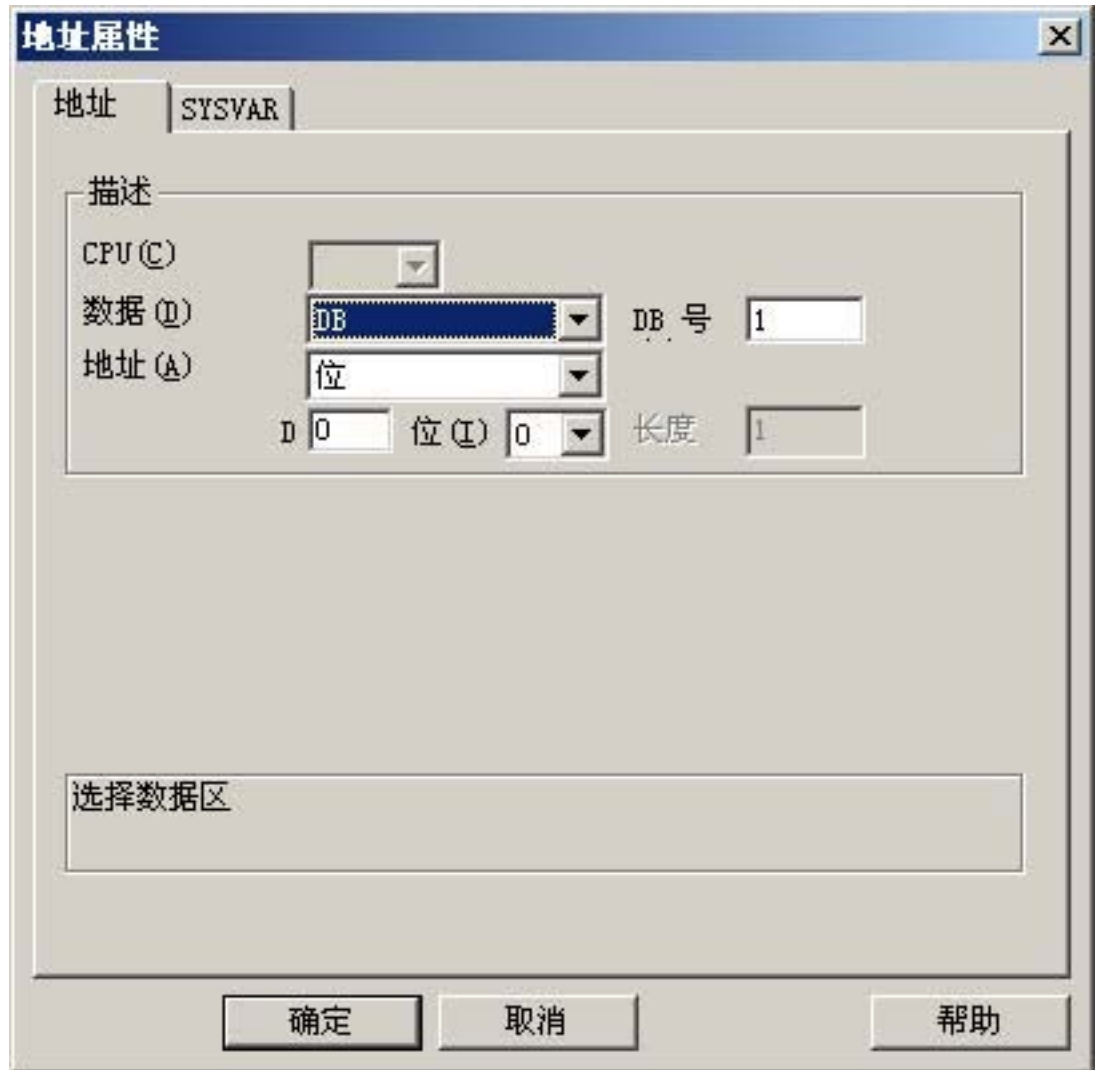 地址属性
地址 SYSVAR
描述
CPU(C)
数据(D) DB DB 号 1
地址(A) 位
D 0 位(I) 0 长度 1
选择数据区
确定 取消 帮助